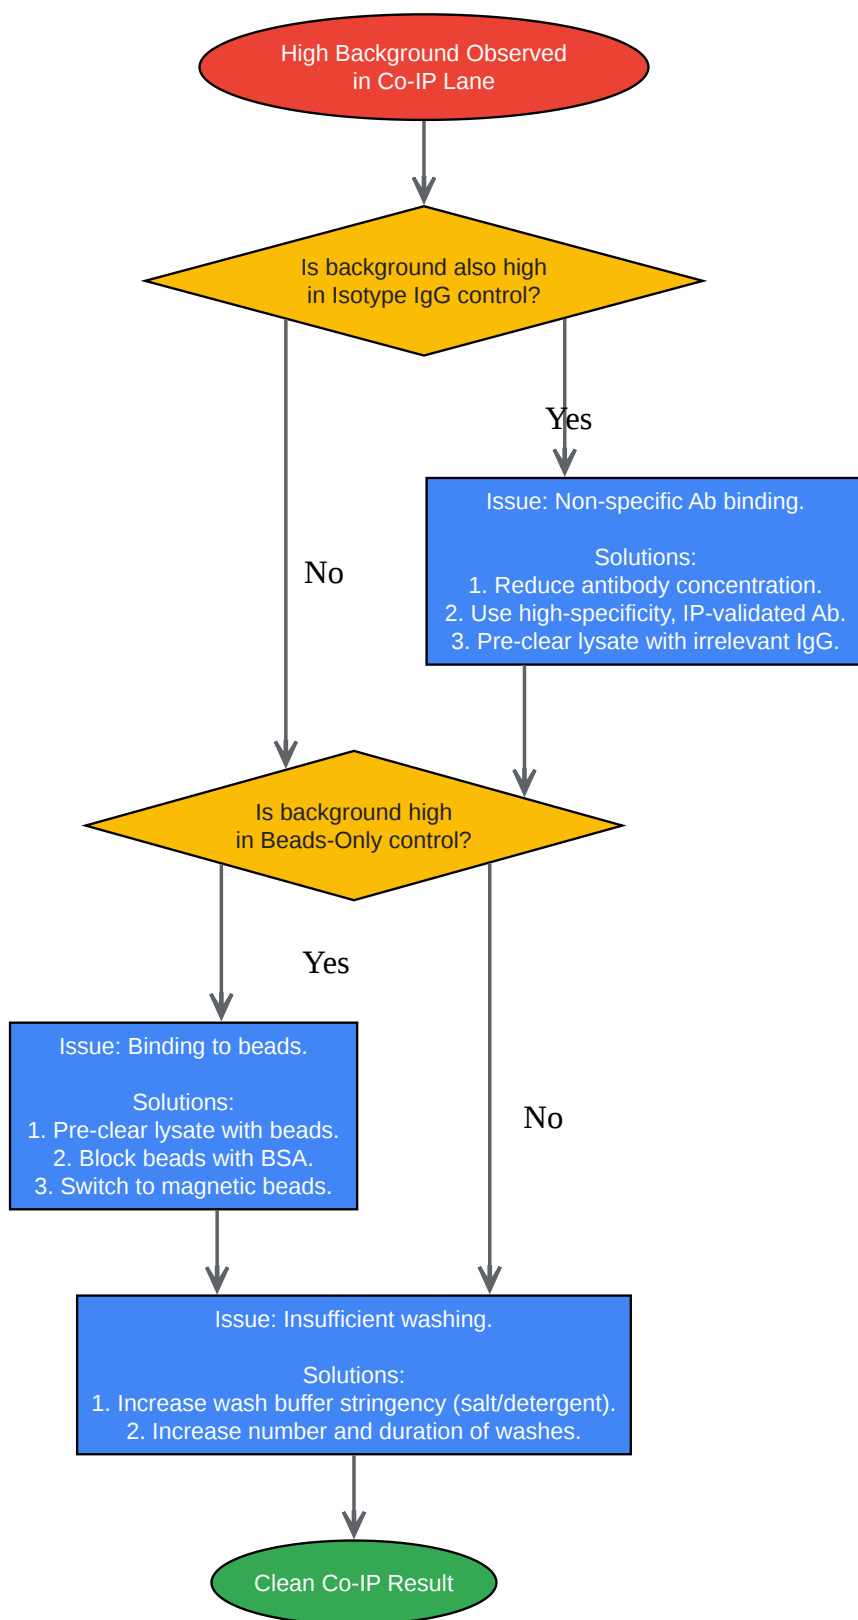 High Background Observed
in Co-IP Lane
Is background also high
in Isotype IgG control?
Yes
Issue: Non-specific Ab binding.
Solutions:
1. Reduce antibody concentration.
2. Use high-specificity, IP-validated Ab.
3. Pre-clear lysate with irrelevant IgG.
No
Is background high
in Beads-Only control?
Yes
Issue: Binding to beads.
Solutions:
1. Pre-clear lysate with beads.
2. Block beads with BSA.
3. Switch to magnetic beads.
No
Issue: Insufficient washing.
Solutions:
1. Increase wash buffer stringency (salt/detergent).
2. Increase number and duration of washes.
Clean Co-IP Result